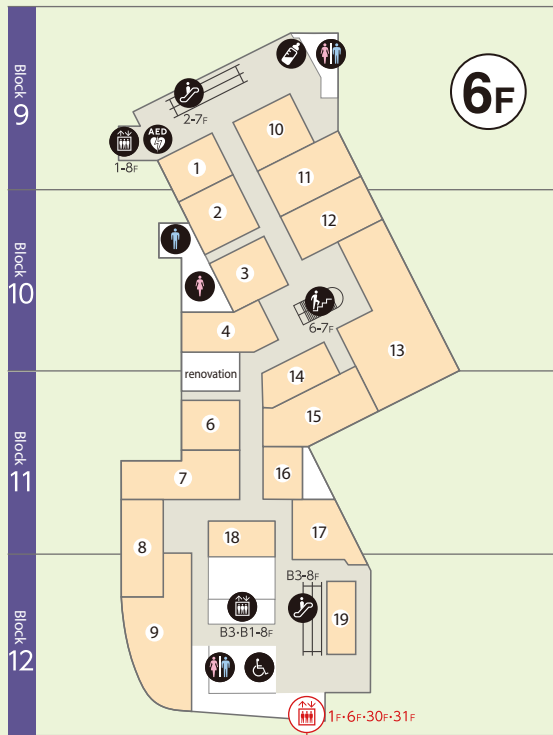 Block 9
6F
AED
2-7F
1-8F
10
1
11
2
12
Block 10
3
6-7F
4
13
renovation
14
15
Block 11
6
16
7
17
18
8
B3-8F
19
B3·B1-8F
9
Block 12
1F·6F·30F·31F